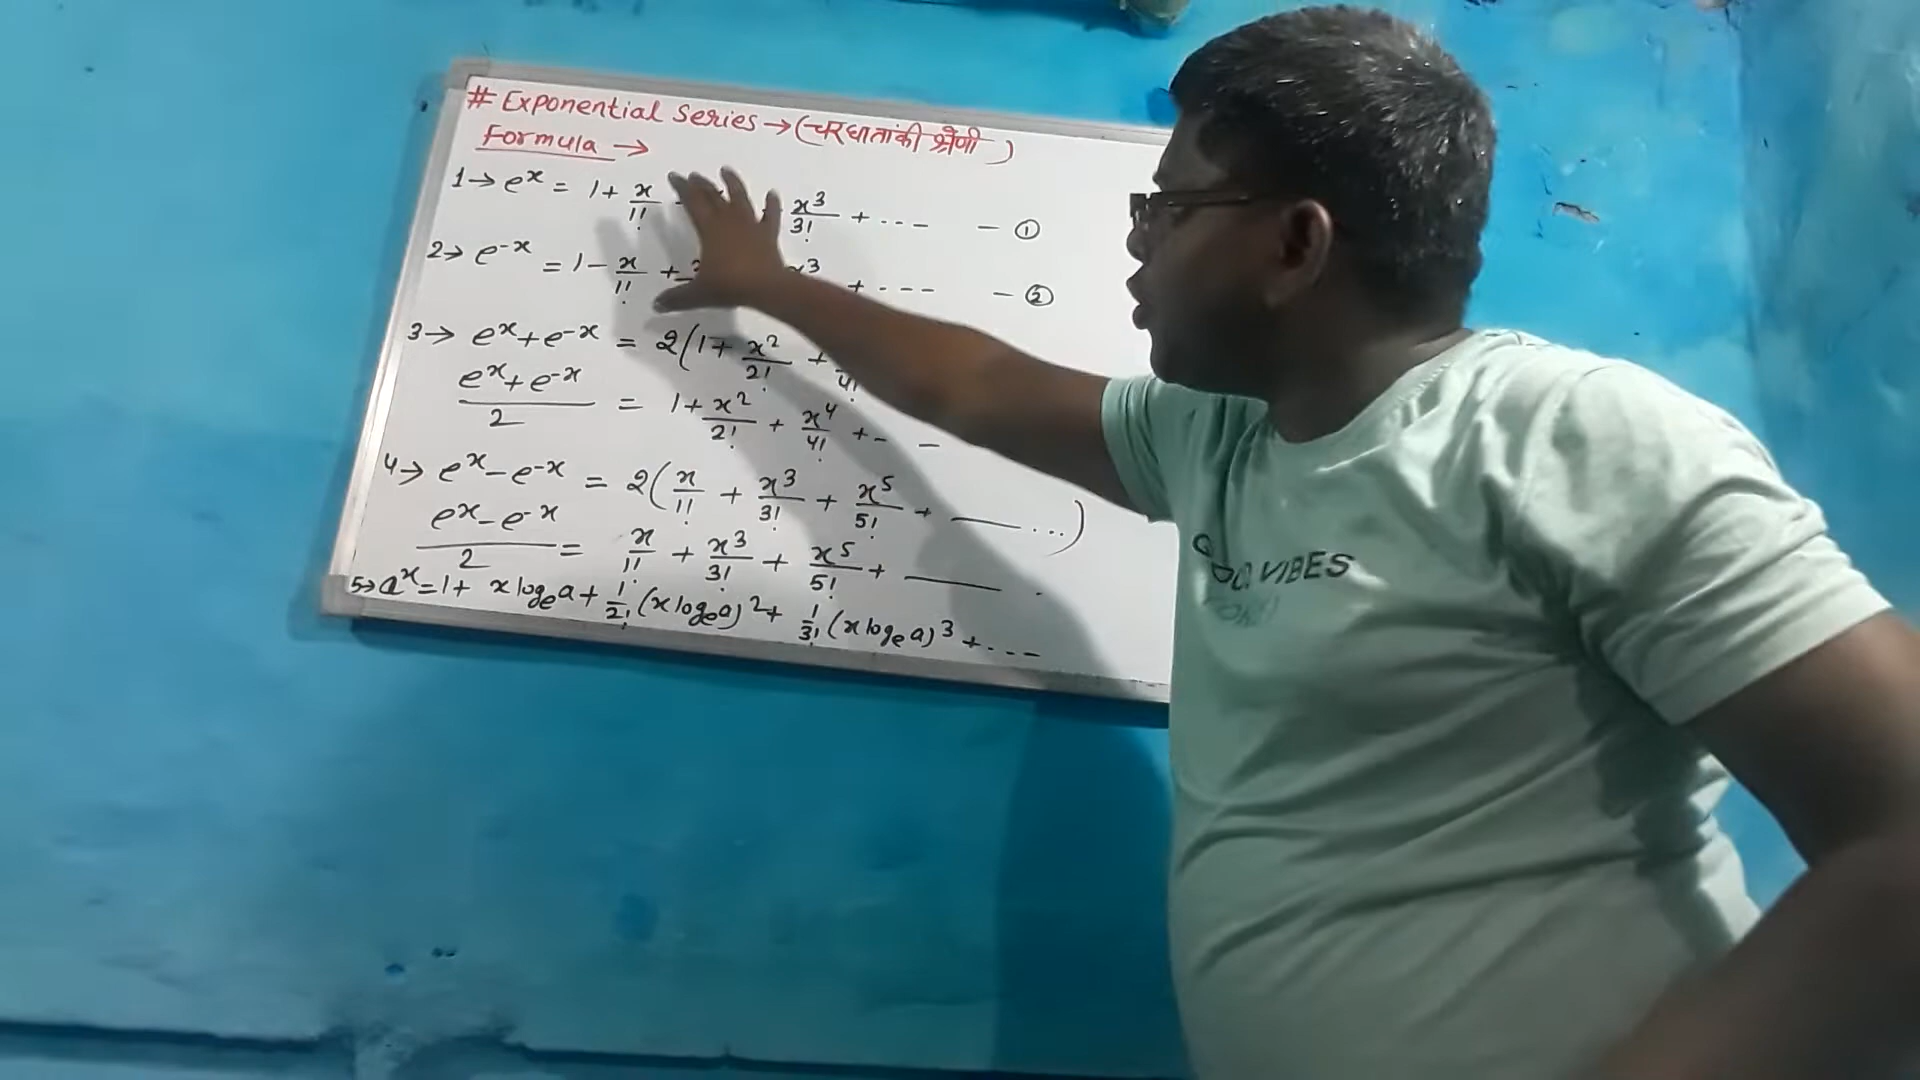 # Exponential Series → (चरघातांकी श्रेणी)
Formula →
1→ eˣ = 1 + x/1! x³/3! + ---- - ①
2→ e⁻ˣ = 1 - x/1! + x³ + --- - ②
3→ eˣ + e⁻ˣ = 2(1 + x²/2! + /4!
(eˣ + e⁻ˣ)/2 = 1 + x²/2! + x⁴/4! + - -
4→ eˣ - e⁻ˣ = 2(x/1! + x³/3! + x⁵/5! + — ...)
(eˣ - e⁻ˣ)/2 = x/1! + x³/3! + x⁵/5! + — .
5→ aˣ = 1 + x logₑa + 1/2! (x logₑa)² + 1/3! (x logₑa)³ + ----
VIBES